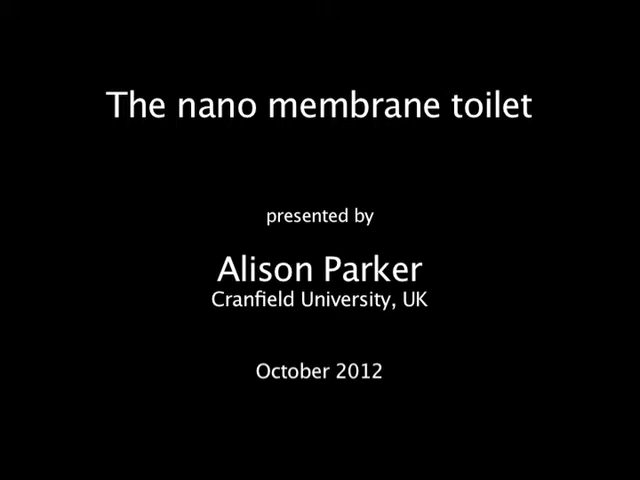 The nano membrane toilet
presented by
Alison Parker
Cranfield University, UK
October 2012